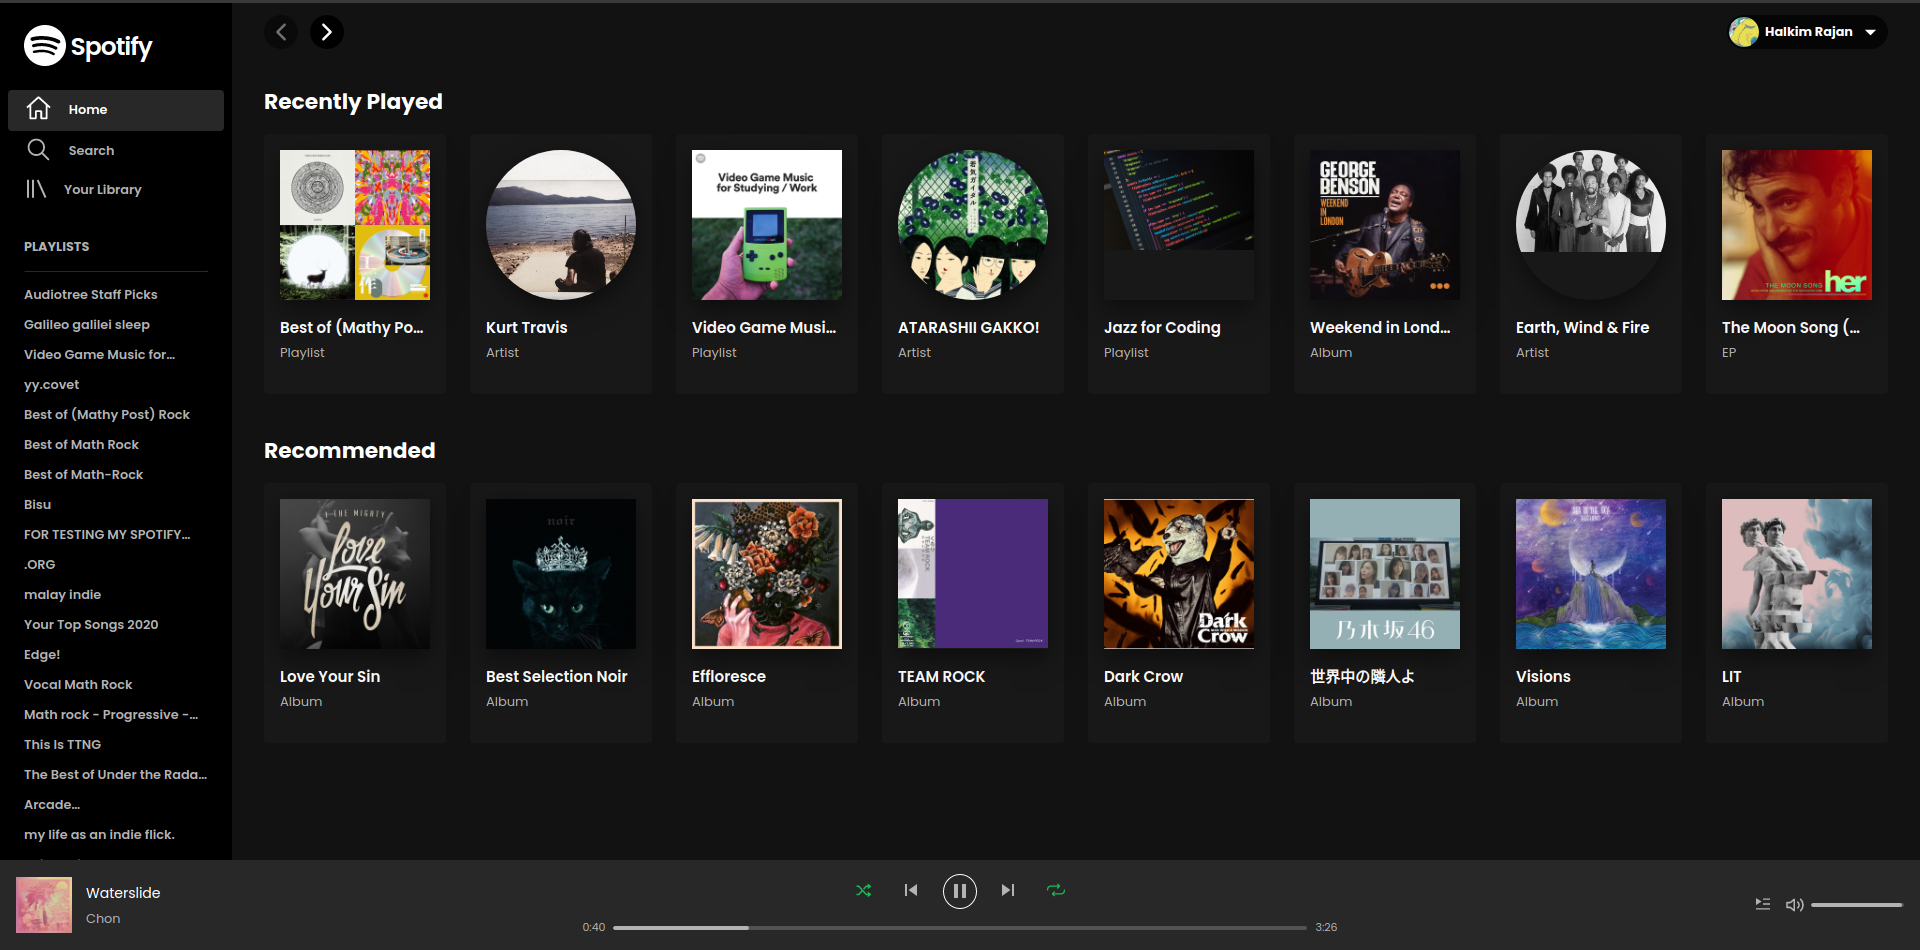 Spotify
Halkim Rajan
Home
Search
Your Library
PLAYLISTS
Audiotree Staff Picks
Galileo galilei sleep
Video Game Music for...
yy.covet
Best of (Mathy Post) Rock
Best of Math Rock
Best of Math-Rock
Bisu
FOR TESTING MY SPOTIFY...
.ORG
malay indie
Your Top Songs 2020
Edge!
Vocal Math Rock
Math rock - Progressive -...
This Is TTNG
The Best of Under the Rada...
Arcade...
my life as an indie flick.
Recently Played
Video Game Music
for Studying / Work
若気ガイタル
GEORGE
BENSON
WEEKEND
IN
LONDON
THE MOON SONG
her
Best of (Mathy Po...
Playlist
Kurt Travis
Artist
Video Game Musi...
Playlist
ATARASHII GAKKO!
Artist
Jazz for Coding
Playlist
Weekend in Lond...
Album
Earth, Wind & Fire
Artist
The Moon Song (...
EP
Recommended
I THE MIGHTY
Love
Your Sin
noir
TEAM ROCK
Dark
Crow
乃木坂46
Love Your Sin
Album
Best Selection Noir
Album
Effloresce
Album
TEAM ROCK
Album
Dark Crow
Album
世界中の隣人よ
Album
Visions
Album
LIT
Album
Waterslide
Chon
0:40
3:26